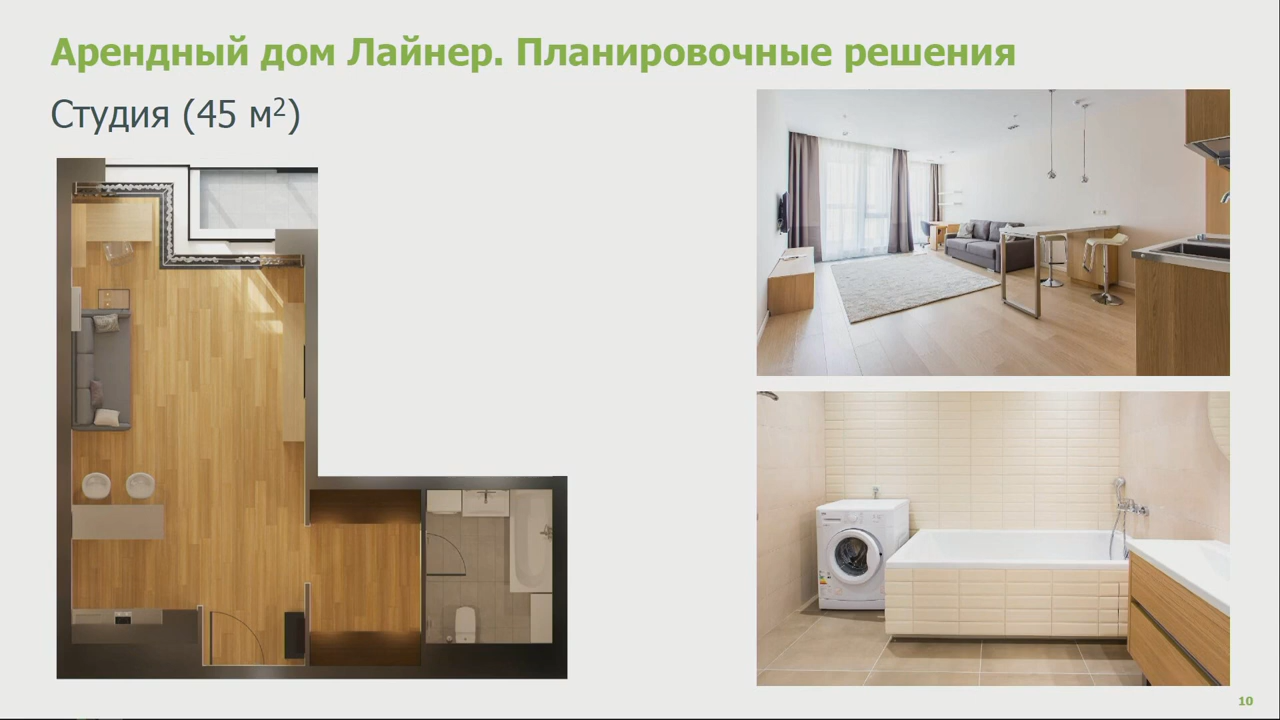 Арендный дом Лайнер. Планировочные решения
Студия (45 м²)
10